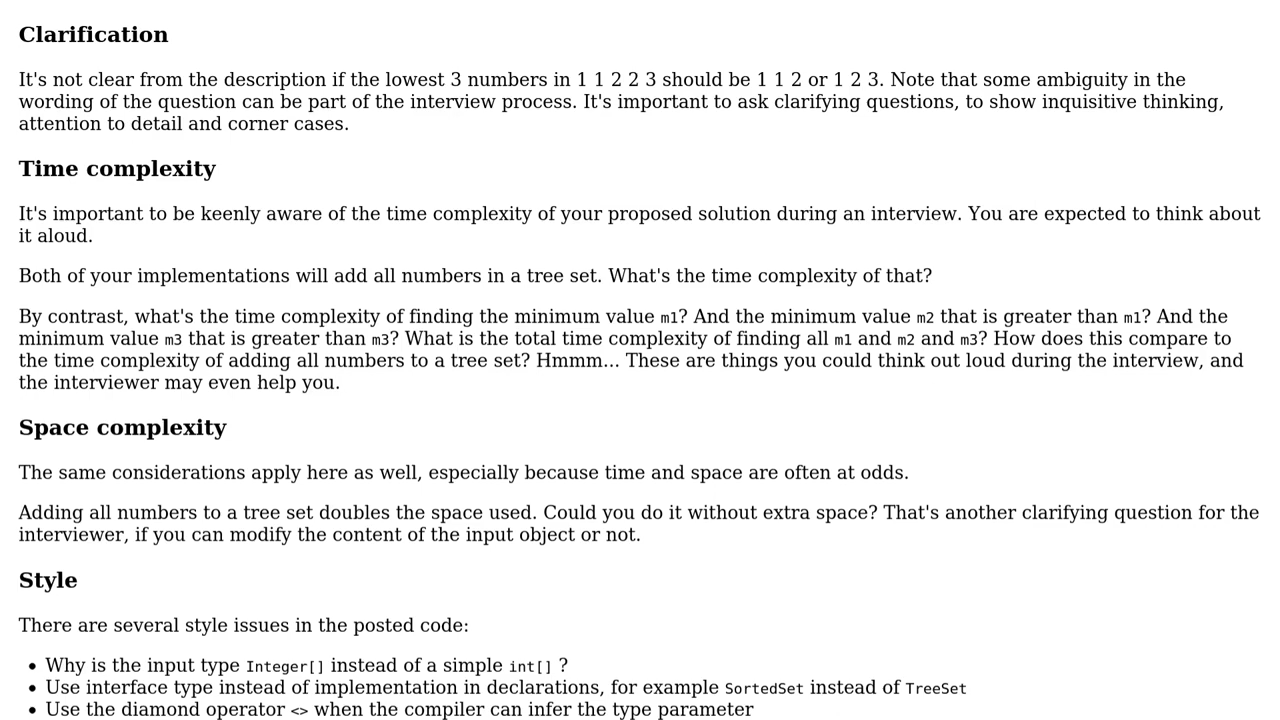 Clarification
It's not clear from the description if the lowest 3 numbers in 1 1 2 2 3 should be 1 1 2 or 1 2 3. Note that some ambiguity in the
wording of the question can be part of the interview process. It's important to ask clarifying questions, to show inquisitive thinking,
attention to detail and corner cases.
Time complexity
It's important to be keenly aware of the time complexity of your proposed solution during an interview. You are expected to think about
it aloud.
Both of your implementations will add all numbers in a tree set. What's the time complexity of that?
By contrast, what's the time complexity of finding the minimum value m1? And the minimum value m2 that is greater than m1? And the
minimum value m3 that is greater than m3? What is the total time complexity of finding all m1 and m2 and m3? How does this compare to
the time complexity of adding all numbers to a tree set? Hmmm... These are things you could think out loud during the interview, and
the interviewer may even help you.
Space complexity
The same considerations apply here as well, especially because time and space are often at odds.
Adding all numbers to a tree set doubles the space used. Could you do it without extra space? That's another clarifying question for the
interviewer, if you can modify the content of the input object or not.
Style
There are several style issues in the posted code:
• Why is the input type Integer[] instead of a simple int[] ?
• Use interface type instead of implementation in declarations, for example SortedSet instead of TreeSet
• Use the diamond operator <> when the compiler can infer the type parameter